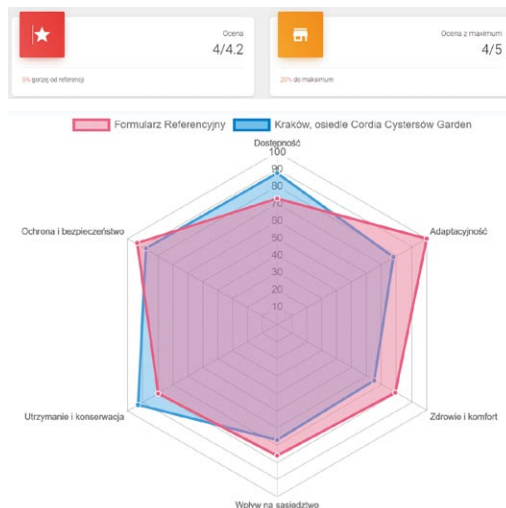 Ocena
4/4.2
5% gorzej od referencji
Ocena z maximum
4/5
20% do maksimum
Formularz Referencyjny
Kraków, osiedle Cordia Cystersów Garden
Dostępność
100
90
80
70
60
50
40
30
20
10
Ochrona i bezpieczeństwo
Adaptacyjność
Utrzymanie i konserwacja
Zdrowie i komfort
Wpływ na sąsiedztwo